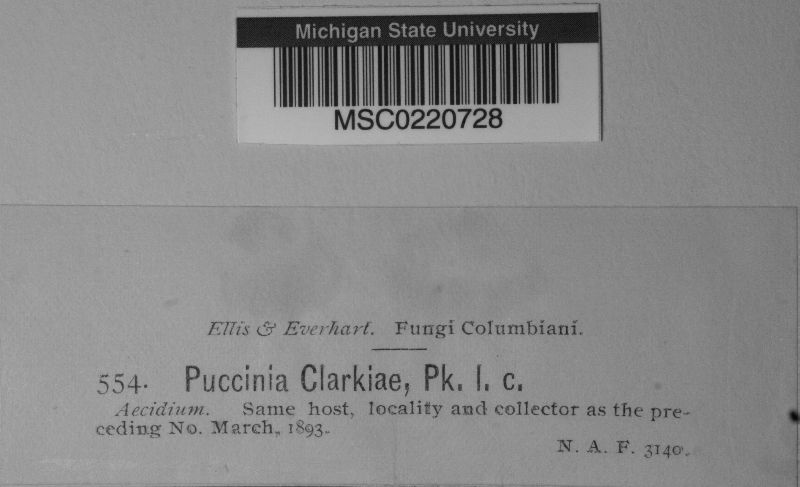 Michigan State University
MSC0220728
Ellis & Everhart. Fungi Columbiani.
554. Puccinia Clarkiae, Pk. l. c.
Aecidium. Same host, locality and collector as the pre-
ceding No. March, 1893.
N. A. F. 3140.